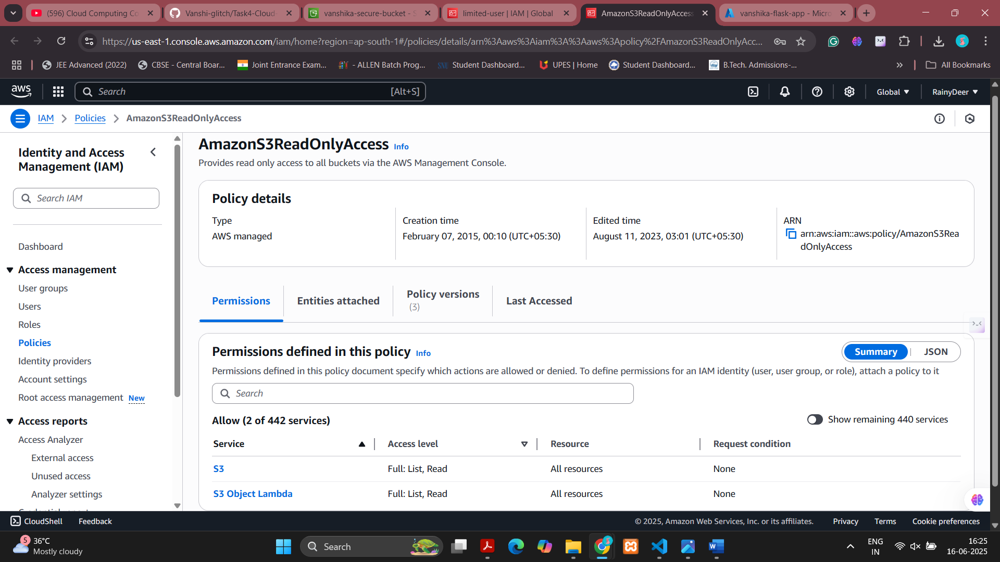 (596) Cloud Computing Co
Vanshi-glitch/Task4-Cloud-
vanshika-secure-bucket - S
limited-user | IAM | Global
AmazonS3ReadOnlyAccess
vanshika-flask-app - Micro
https://us-east-1.console.aws.amazon.com/iam/home?region=ap-south-1#/policies/details/arn%3Aaws%3Aiam%3A%3Aaws%3Apolicy%2FAmazonS3ReadOnlyAcc...
JEE Advanced (2022)
CBSE - Central Boar...
Joint Entrance Exam...
- ALLEN Batch Prog...
SNU Student Dashboard...
UPES | Home
Student Dashboard...
B.Tech. Admissions-...
All Bookmarks
aws
Search [Alt+S]
Global
RainyDeer
IAM
Policies
AmazonS3ReadOnlyAccess
Identity and Access
Management (IAM)
Search IAM
Dashboard
Access management
User groups
Users
Roles
Policies
Identity providers
Account settings
Root access management New
Access reports
Access Analyzer
External access
Unused access
Analyzer settings
AmazonS3ReadOnlyAccess Info
Provides read only access to all buckets via the AWS Management Console.
Policy details
Type
AWS managed
Creation time
February 07, 2015, 00:10 (UTC+05:30)
Edited time
August 11, 2023, 03:01 (UTC+05:30)
ARN
arn:aws:iam::aws:policy/AmazonS3Rea
dOnlyAccess
Permissions
Entities attached
Policy versions
(3)
Last Accessed
Permissions defined in this policy Info
Summary
JSON
Permissions defined in this policy document specify which actions are allowed or denied. To define permissions for an IAM identity (user, user group, or role), attach a policy to it
Search
Allow (2 of 442 services)
Show remaining 440 services
Service Access level Resource Request condition
S3 Full: List, Read All resources None
S3 Object Lambda Full: List, Read All resources None
CloudShell
Feedback
© 2025, Amazon Web Services, Inc. or its affiliates.
Privacy
Terms
Cookie preferences
5
36°C
Mostly cloudy
Search
ENG
IN
16:25
16-06-2025